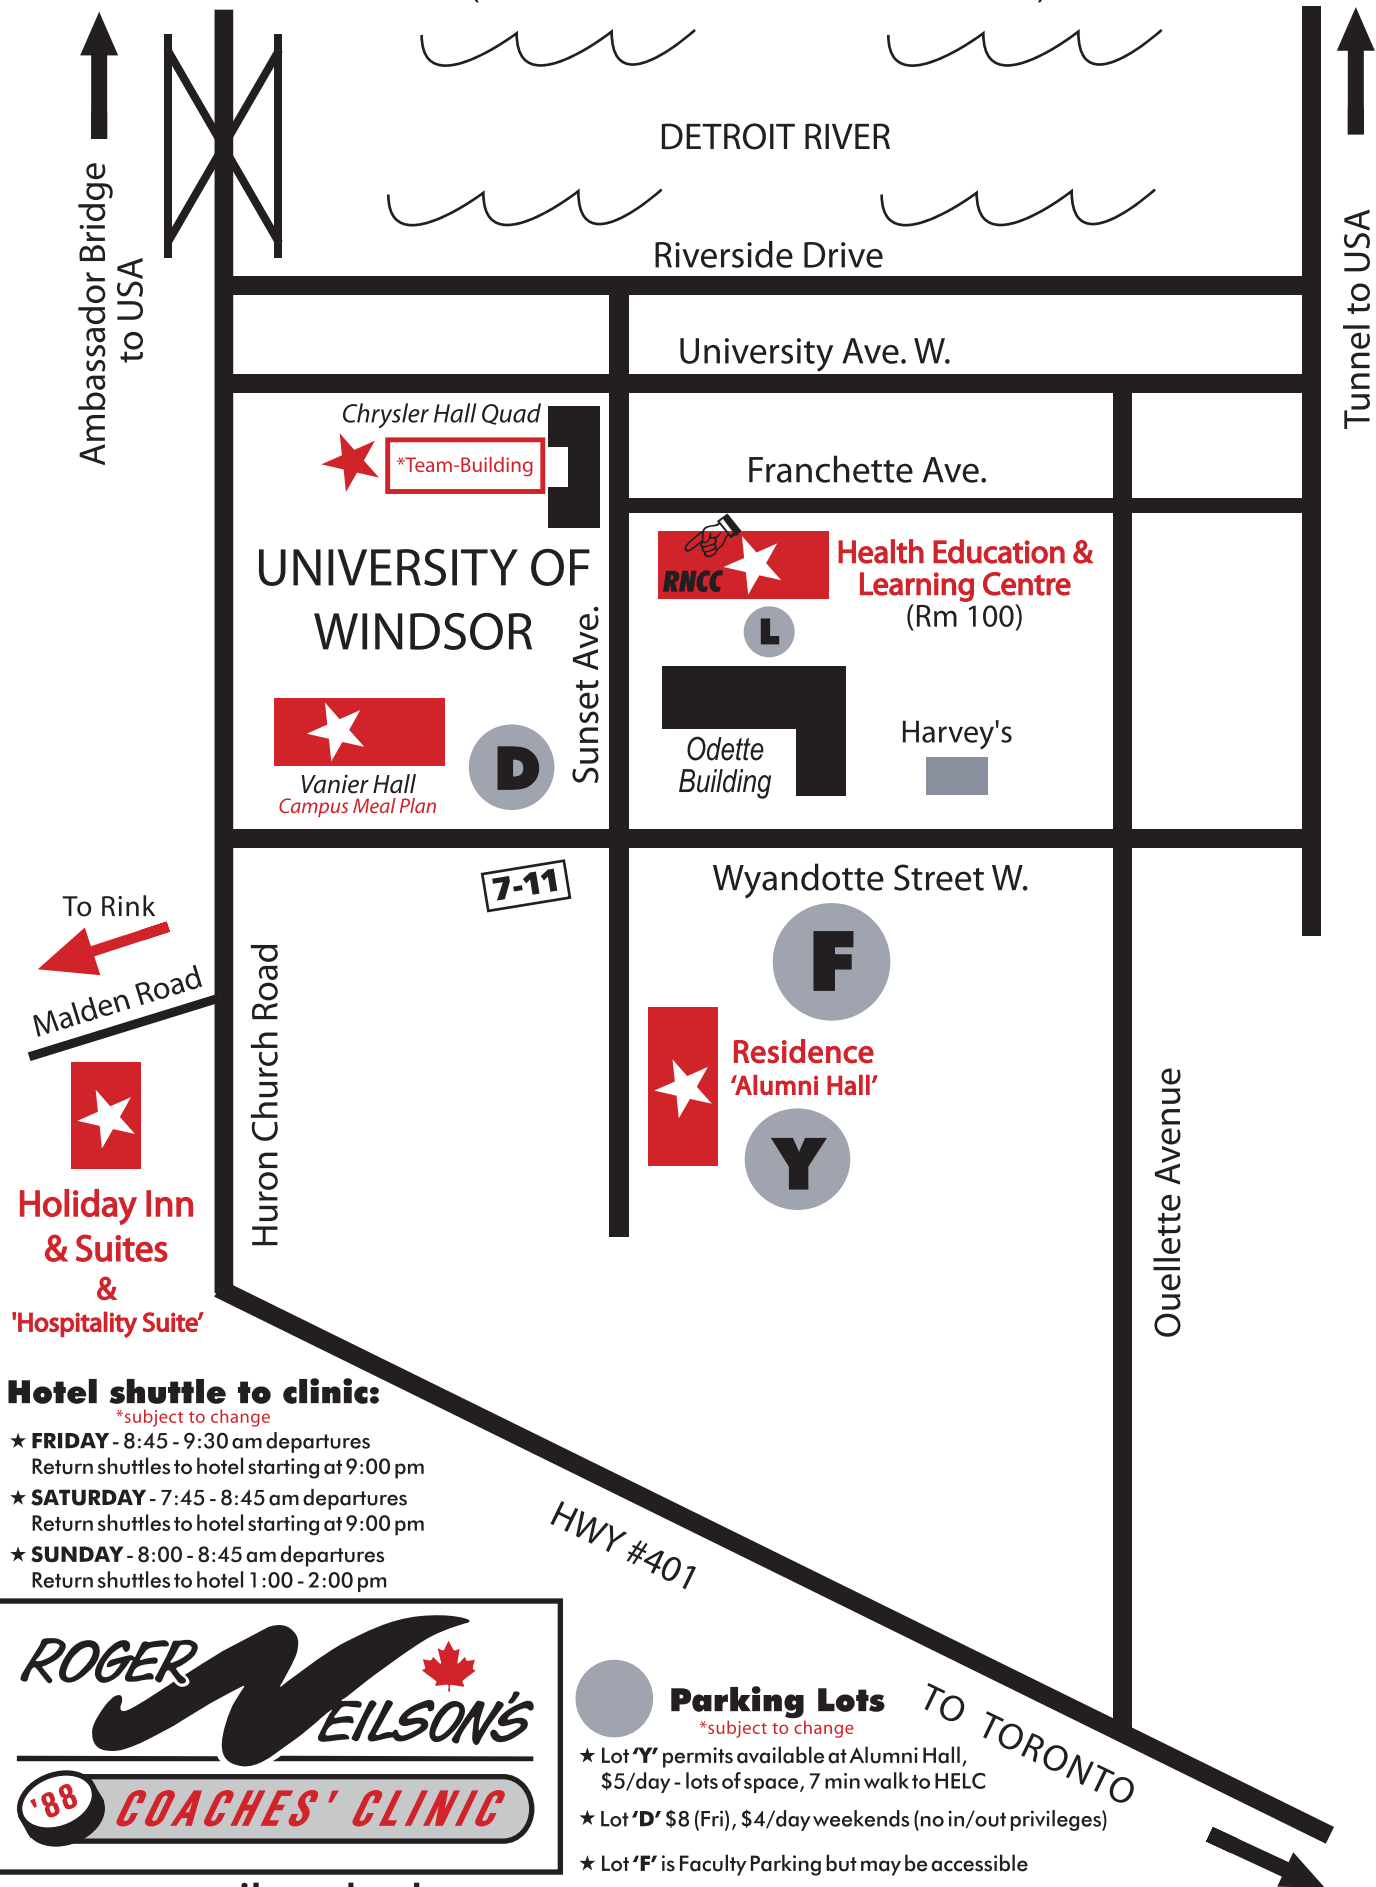 DETROIT RIVER
Ambassador Bridge
to USA
Tunnel to USA
Riverside Drive
University Ave. W.
Chrysler Hall Quad
*Team-Building
Franchette Ave.
UNIVERSITY OF
WINDSOR
Sunset Ave.
RNCC
Health Education &
Learning Centre
(Rm 100)
L
Odette
Building
Harvey's
Vanier Hall
Campus Meal Plan
D
7-11
Wyandotte Street W.
F
To Rink
Malden Road
Huron Church Road
Residence
‘Alumni Hall’
Y
Ouellette Avenue
Holiday Inn
& Suites
&
'Hospitality Suite’
Hotel shuttle to clinic:
*subject to change
★ FRIDAY - 8:45 - 9:30 am departures
Return shuttles to hotel starting at 9:00 pm
★ SATURDAY - 7:45 - 8:45 am departures
Return shuttles to hotel starting at 9:00 pm
★ SUNDAY - 8:00 - 8:45 am departures
Return shuttles to hotel 1:00 - 2:00 pm
HWY #401
TO TORONTO
ROGER
NEILSON'S
'88
COACHES' CLINIC
Parking Lots
*subject to change
★ Lot ‘Y’ permits available at Alumni Hall,
$5/day - lots of space, 7 min walk to HELC
★ Lot ‘D’ $8 (Fri), $4/day weekends (no in/out privileges)
★ Lot ‘F’ is Faculty Parking but may be accessible